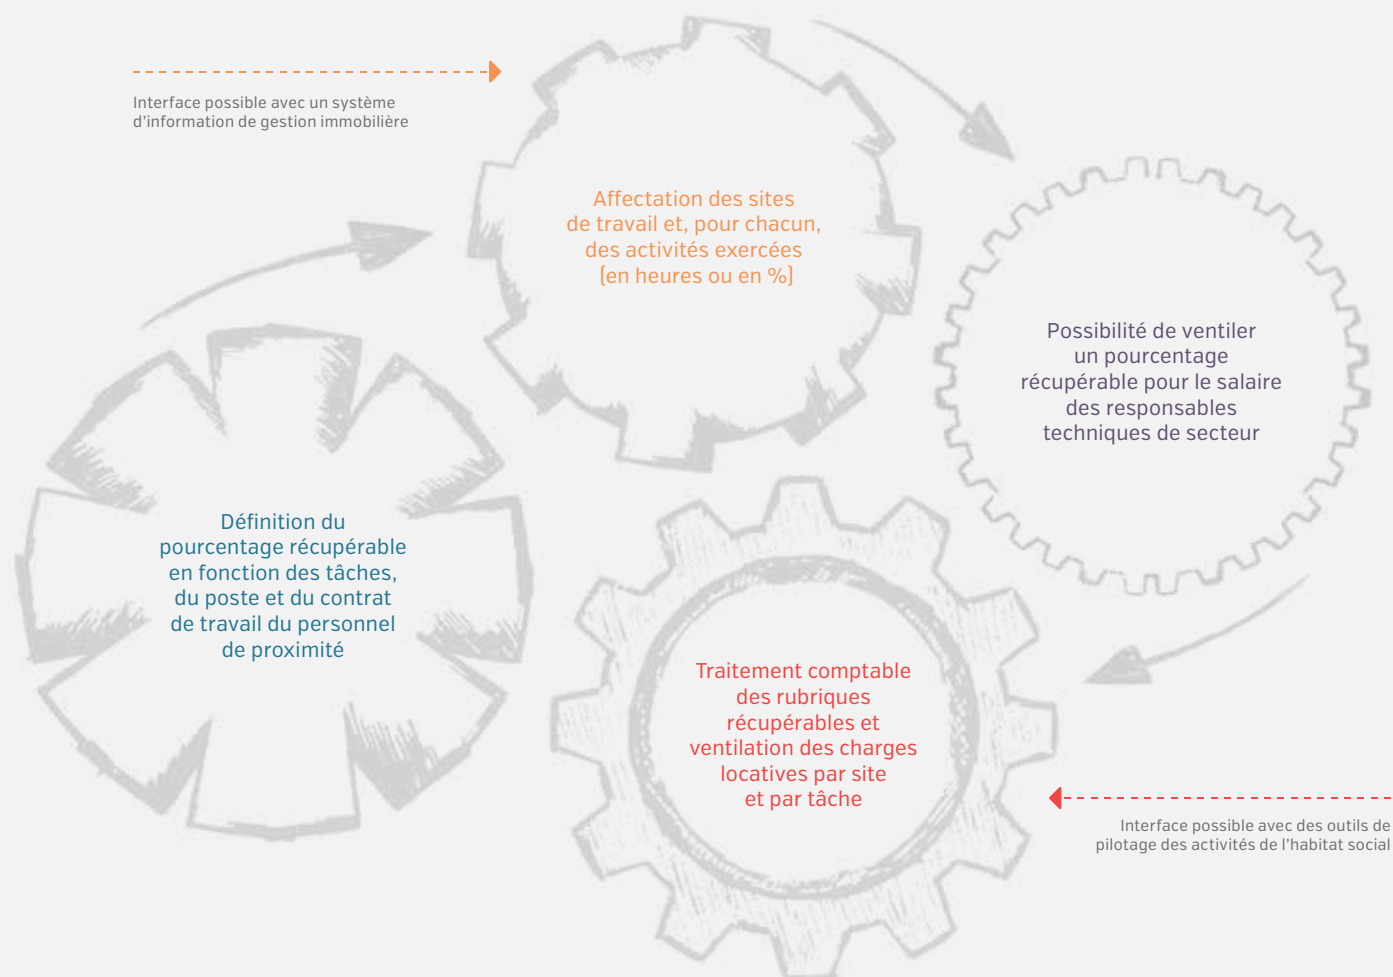 Interface possible avec un système
d'information de gestion immobilière
Affectation des sites
de travail et, pour chacun,
des activités exercées
(en heures ou en %)
Possibilité de ventiler
un pourcentage
récupérable pour le salaire
des responsables
techniques de secteur
Définition du
pourcentage récupérable
en fonction des tâches,
du poste et du contrat
de travail du personnel
de proximité
Traitement comptable
des rubriques
récupérables et
ventilation des charges
locatives par site
et par tâche
Interface possible avec des outils de
pilotage des activités de l'habitat social